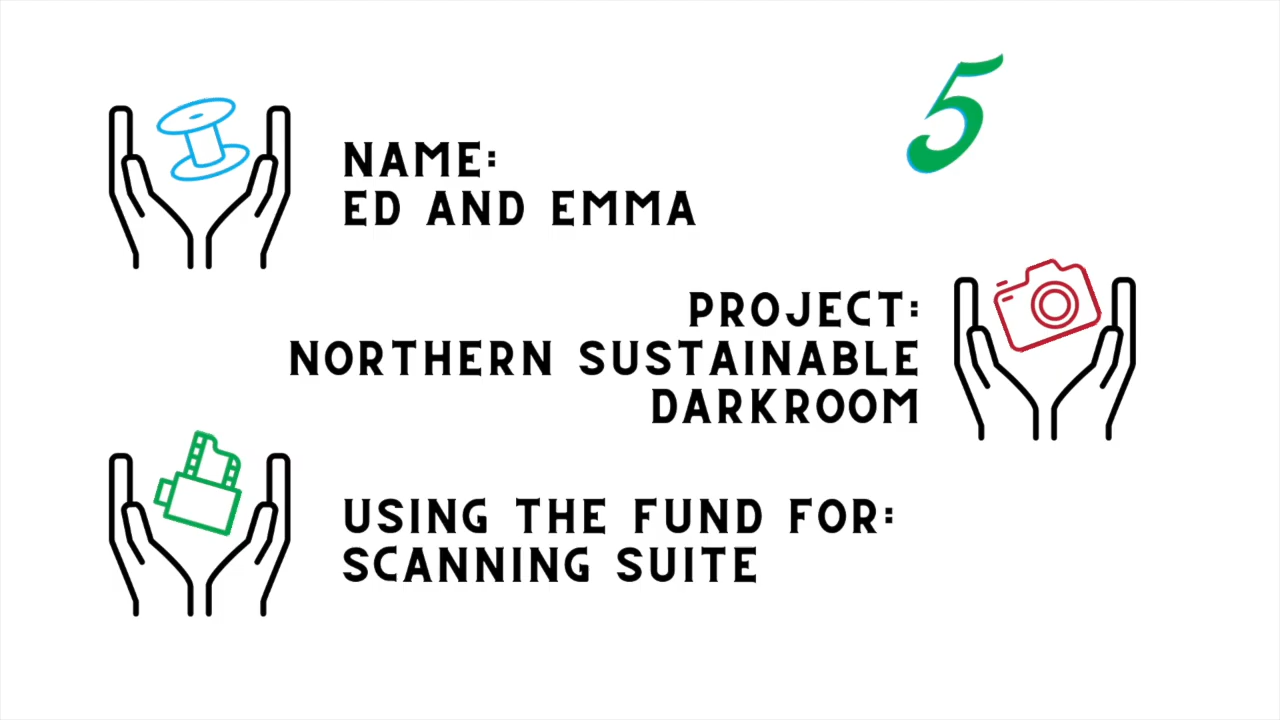 5
NAME:
ED AND EMMA
PROJECT:
NORTHERN SUSTAINABLE
DARKROOM
USING THE FUND FOR:
SCANNING SUITE